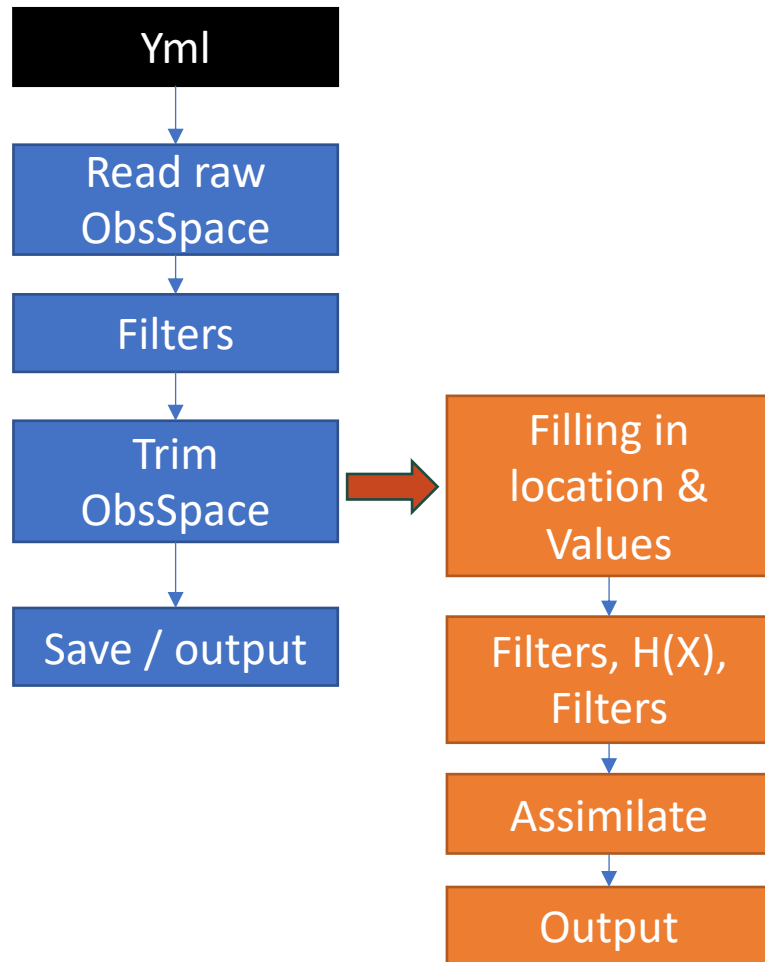 Yml
Read raw
ObsSpace
Filters
Trim
ObsSpace
Save / output
Filling in
location &
Values
Filters, H(X),
Filters
Assimilate
Output